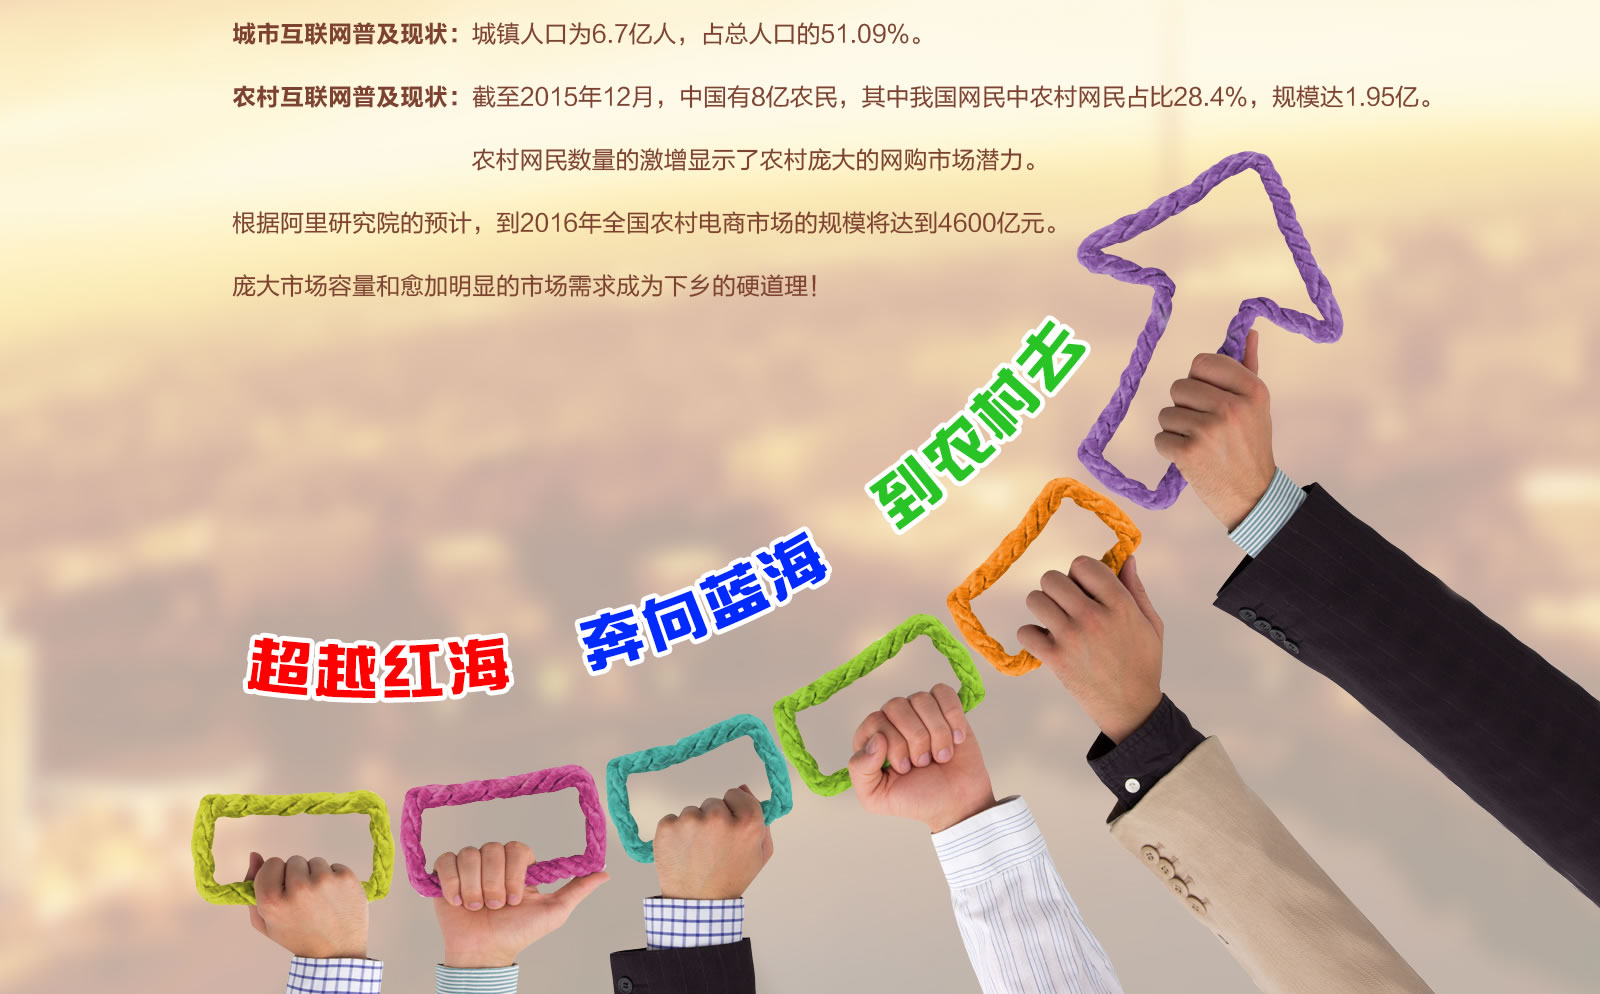 城市互联网普及现状：城镇人口为6.7亿人，占总人口的51.09%。
农村互联网普及现状：截至2015年12月，中国有8亿农民，其中我国网民中农村网民占比28.4%，规模达1.95亿。
农村网民数量的激增显示了农村庞大的网购市场潜力。
根据阿里研究院的预计，到2016年全国农村电商市场的规模将达到4600亿元。
庞大市场容量和愈加明显的市场需求成为下乡的硬道理！
超越红海
奔向蓝海
到农村去